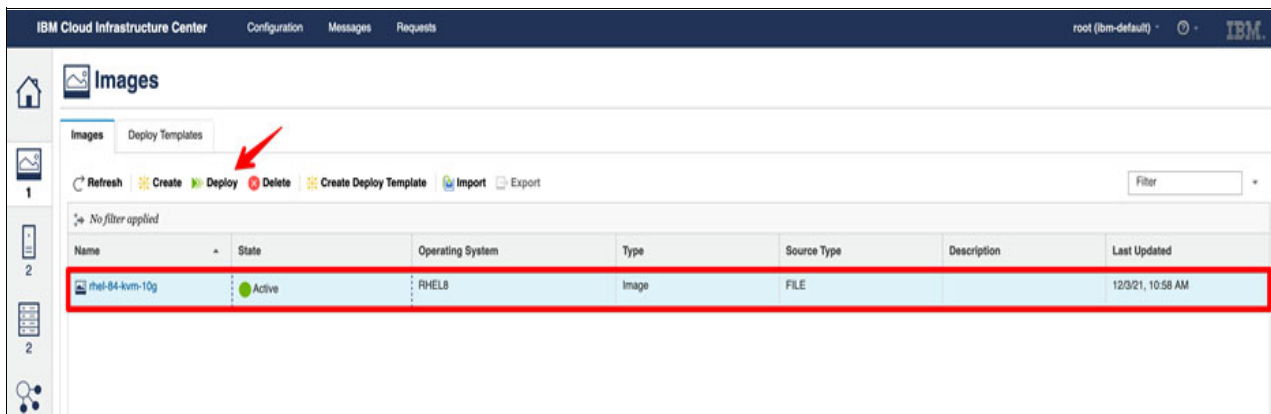 IBM Cloud Infrastructure Center Configuration Messages Requests root (ibm-default) IBM.
Images
Images Deploy Templates
Refresh Create Deploy Delete Create Deploy Template Import Export Filter
No filter applied
Name State Operating System Type Source Type Description Last Updated
rhel-84-kvm-10g Active RHEL8 Image FILE 12/3/21, 10:58 AM
1
2
2